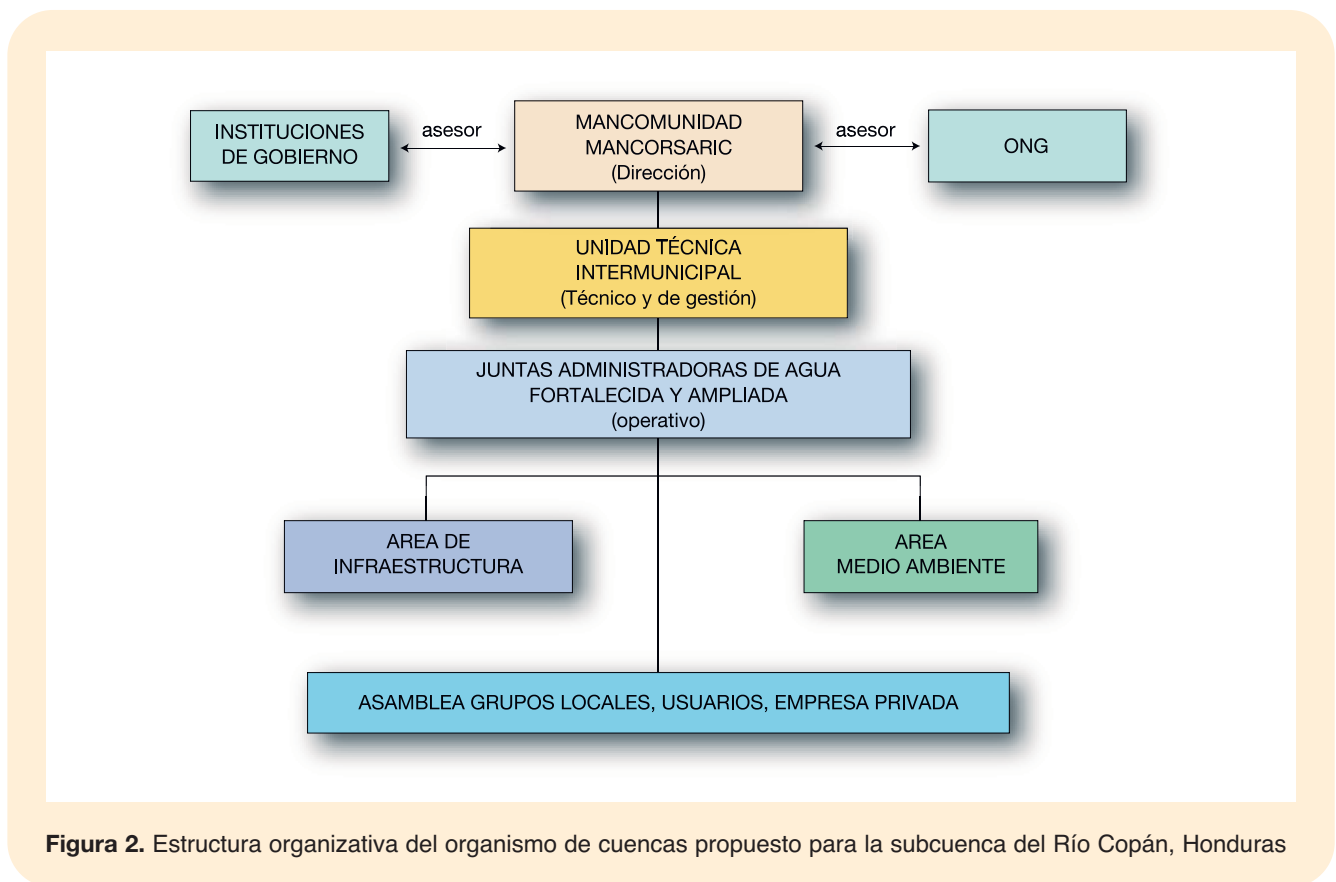 INSTITUCIONES
DE GOBIERNO
asesor
MANCOMUNIDAD
MANCORSARIC
(Dirección)
asesor
ONG
UNIDAD TÉCNICA
INTERMUNICIPAL
(Técnico y de gestión)
JUNTAS ADMINISTRADORAS DE AGUA
FORTALECIDA Y AMPLIADA
(operativo)
AREA DE
INFRAESTRUCTURA
AREA
MEDIO AMBIENTE
ASAMBLEA GRUPOS LOCALES, USUARIOS, EMPRESA PRIVADA
Figura 2. Estructura organizativa del organismo de cuencas propuesto para la subcuenca del Río Copán, Honduras